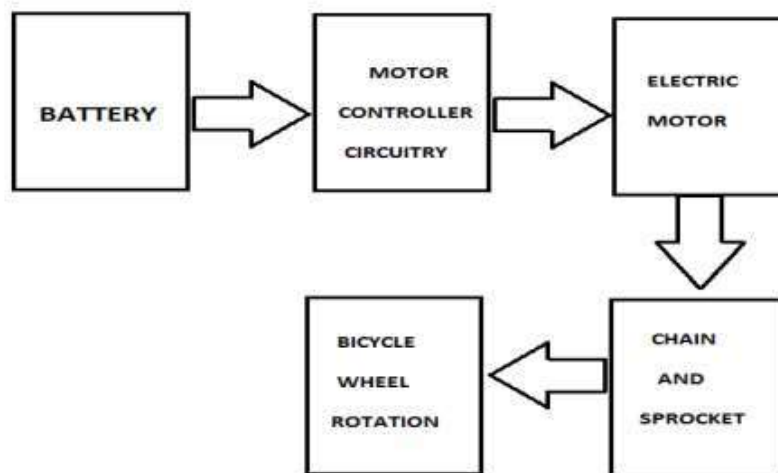 BATTERY
MOTOR
CONTROLLER
CIRCUITRY
ELECTRIC
MOTOR
CHAIN
AND
SPROCKET
BICYCLE
WHEEL
ROTATION